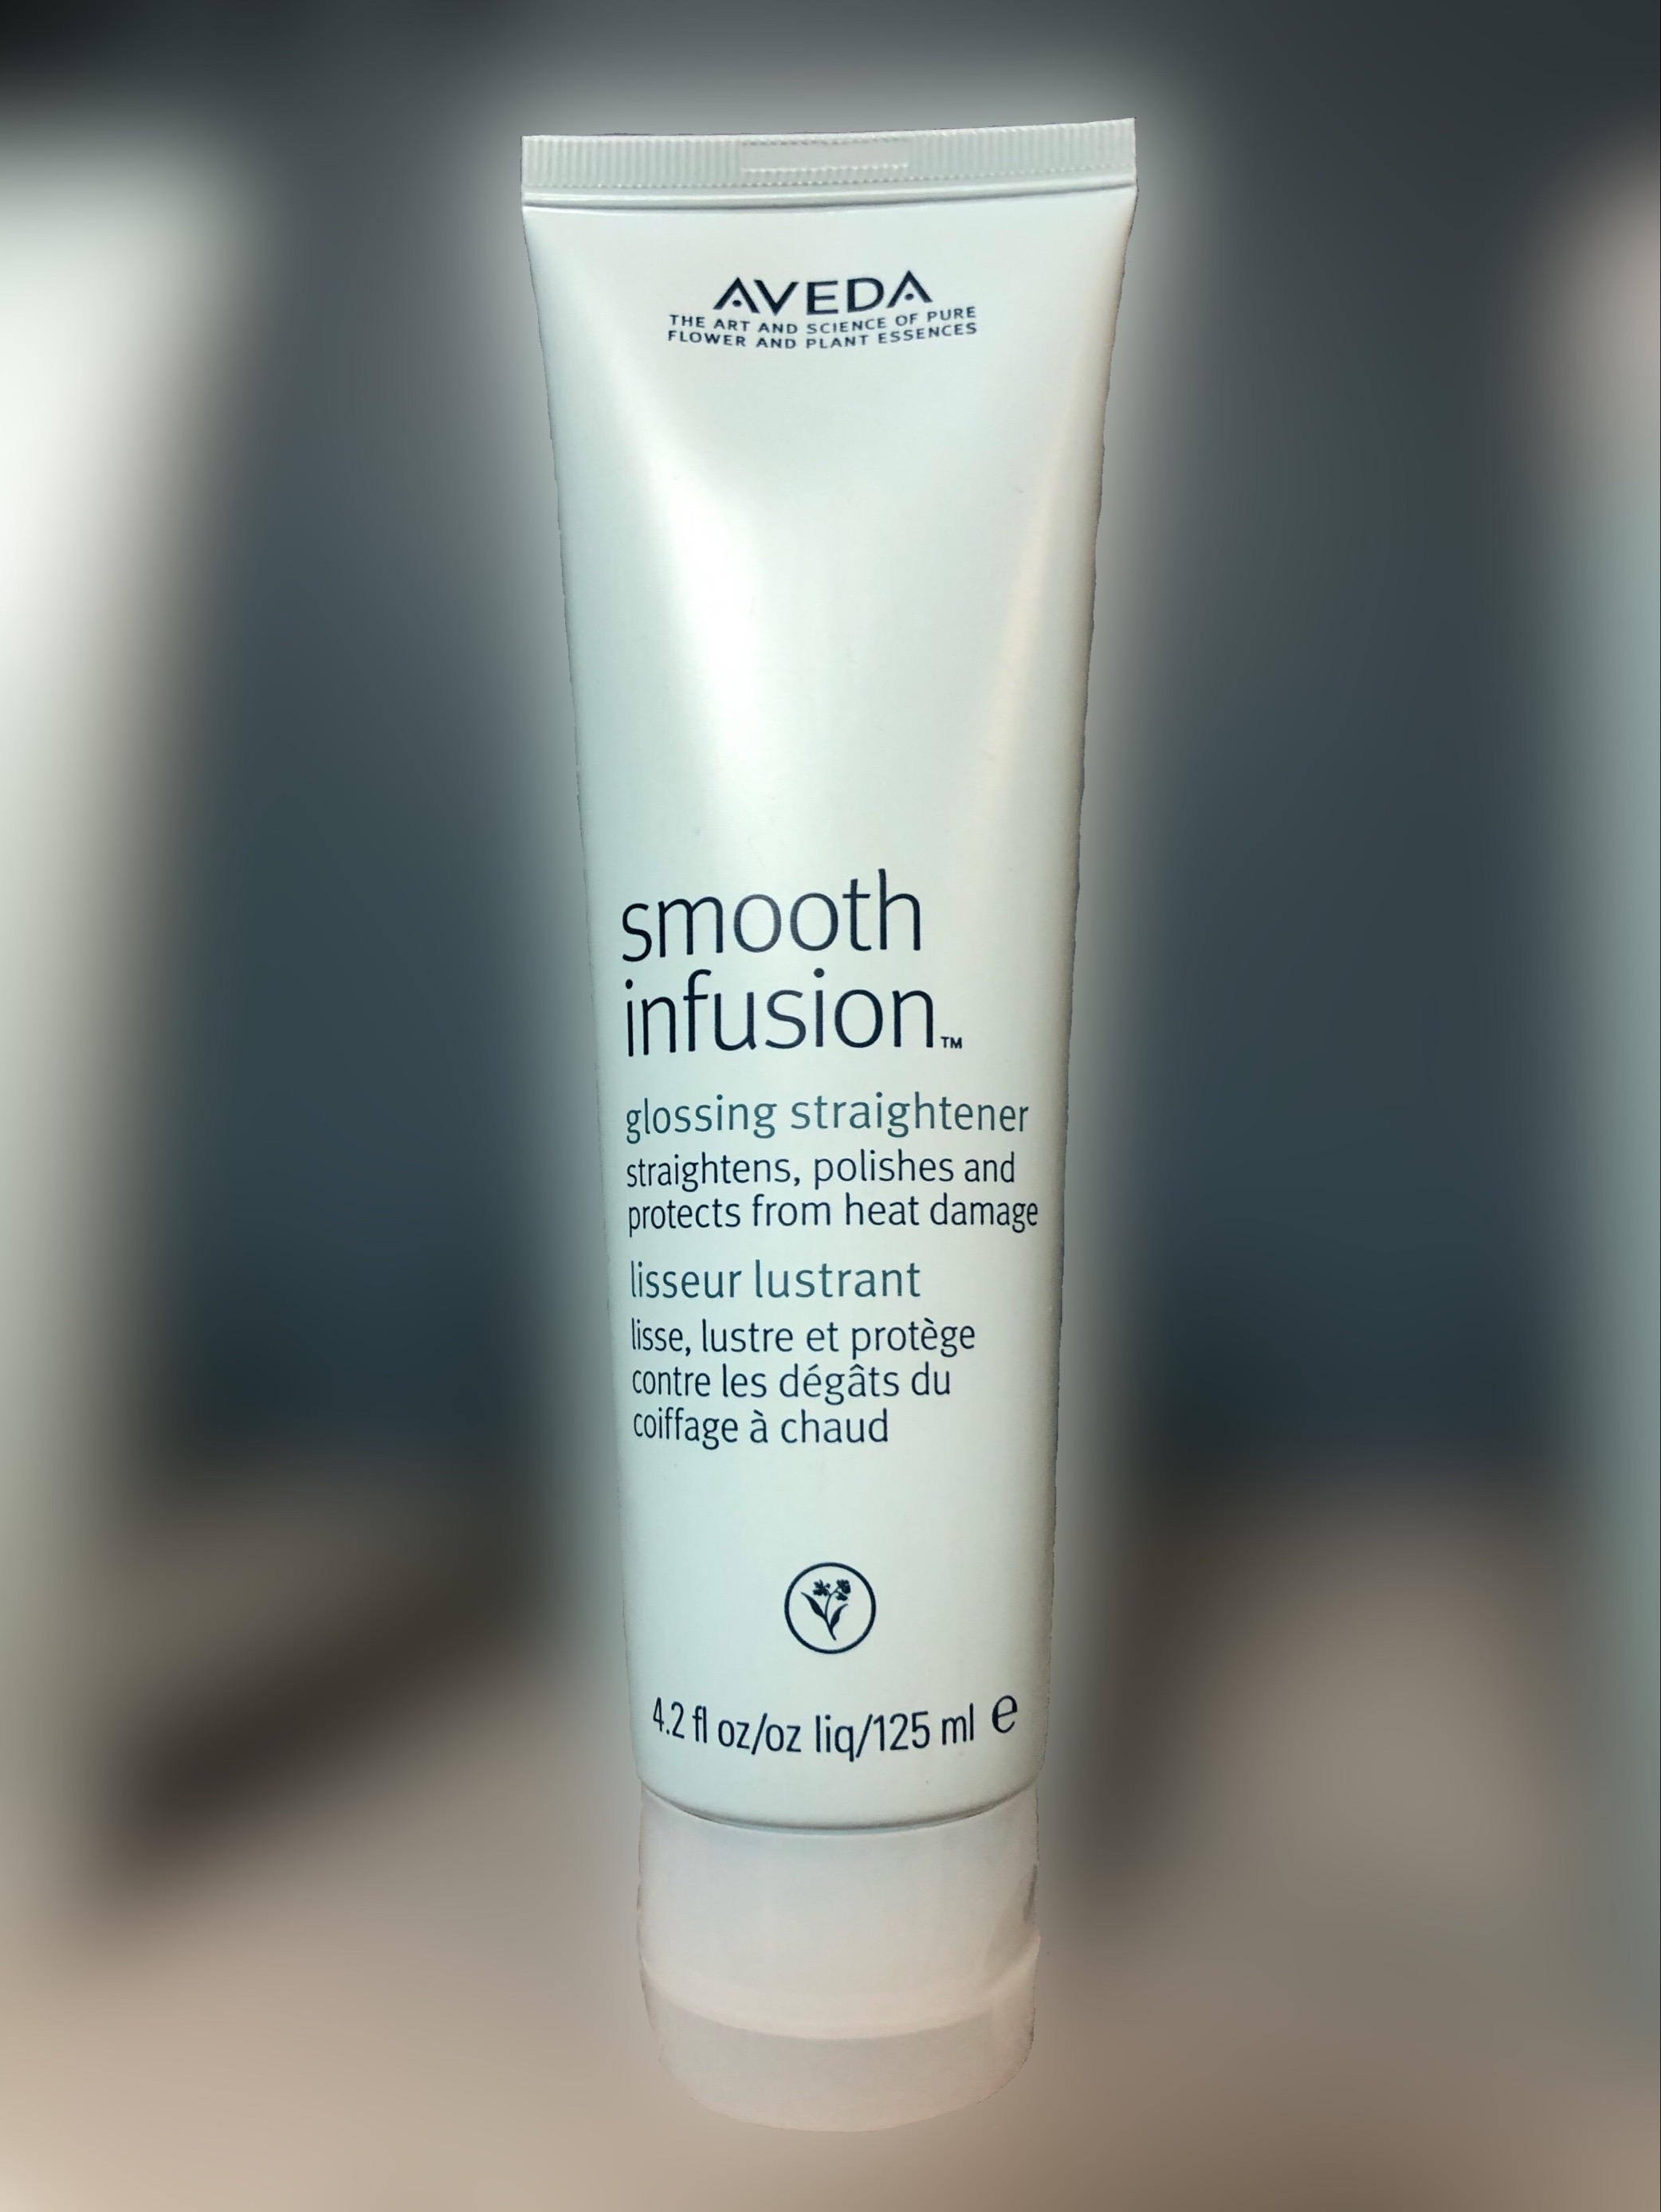 AVEDA
THE ART AND SCIENCE OF PURE
FLOWER AND PLANT ESSENCES
smooth
infusion™
glossing straightener
straightens, polishes and
protects from heat damage
lisseur lustrant
lisse, lustre et protège
contre les dégâts du
coiffage à chaud
4.2 fl oz/oz liq/125 ml ℮